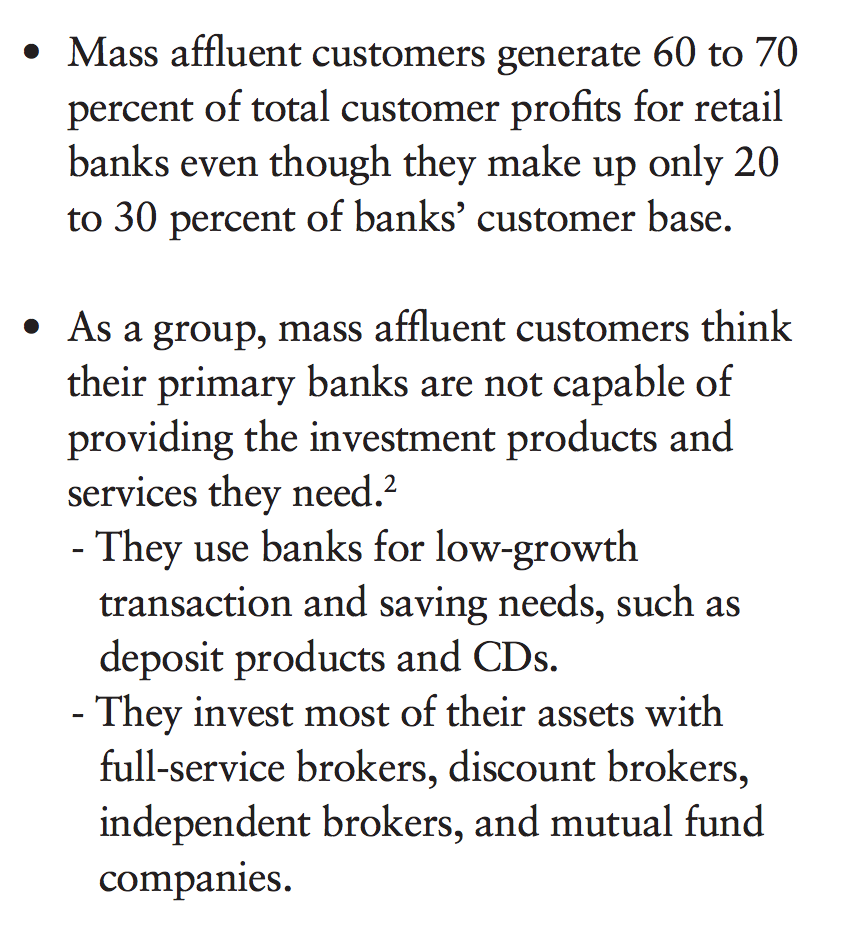 • Mass affluent customers generate 60 to 70
percent of total customer profits for retail
banks even though they make up only 20
to 30 percent of banks’ customer base.
• As a group, mass affluent customers think
their primary banks are not capable of
providing the investment products and
services they need.²
- They use banks for low-growth
transaction and saving needs, such as
deposit products and CDs.
- They invest most of their assets with
full-service brokers, discount brokers,
independent brokers, and mutual fund
companies.